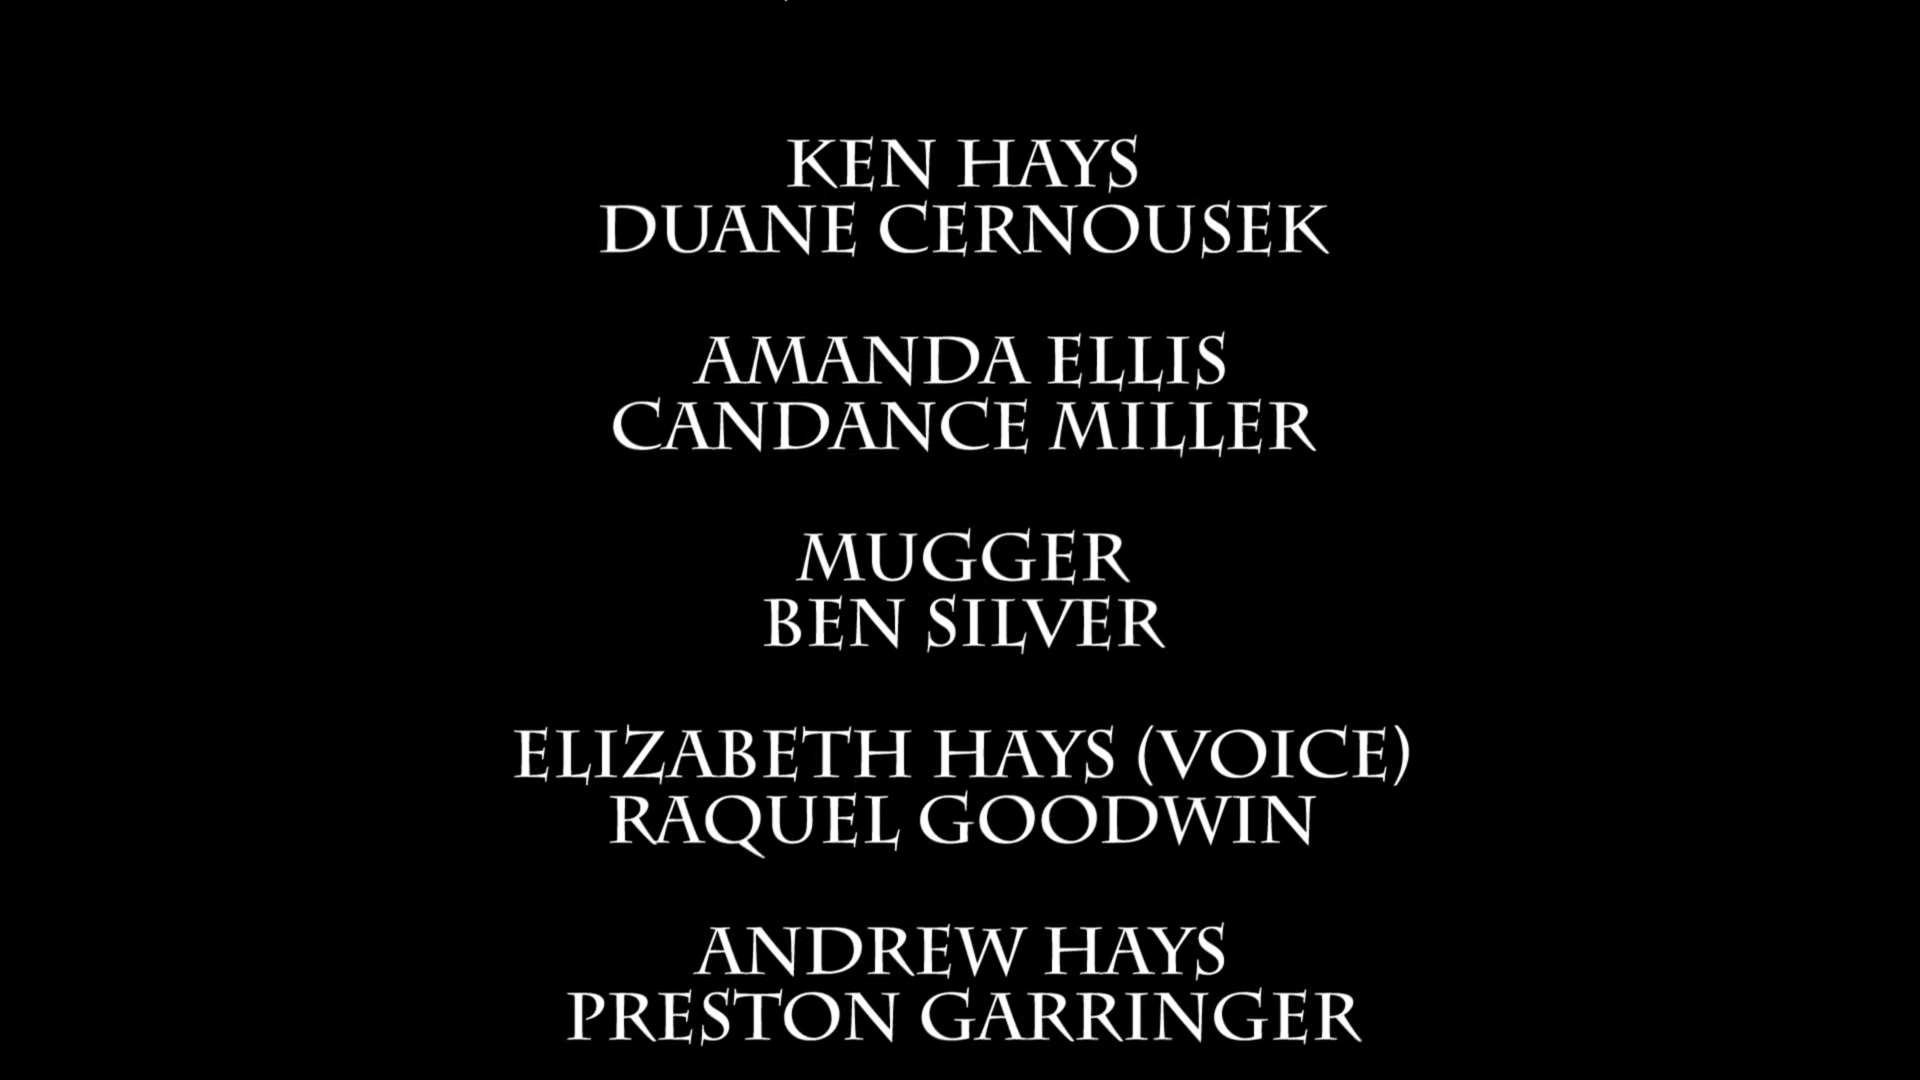 KEN HAYS
DUANE CERNOUSEK
AMANDA ELLIS
CANDANCE MILLER
MUGGER
BEN SILVER
ELIZABETH HAYS (VOICE)
RAQUEL GOODWIN
ANDREW HAYS
PRESTON GARRINGER